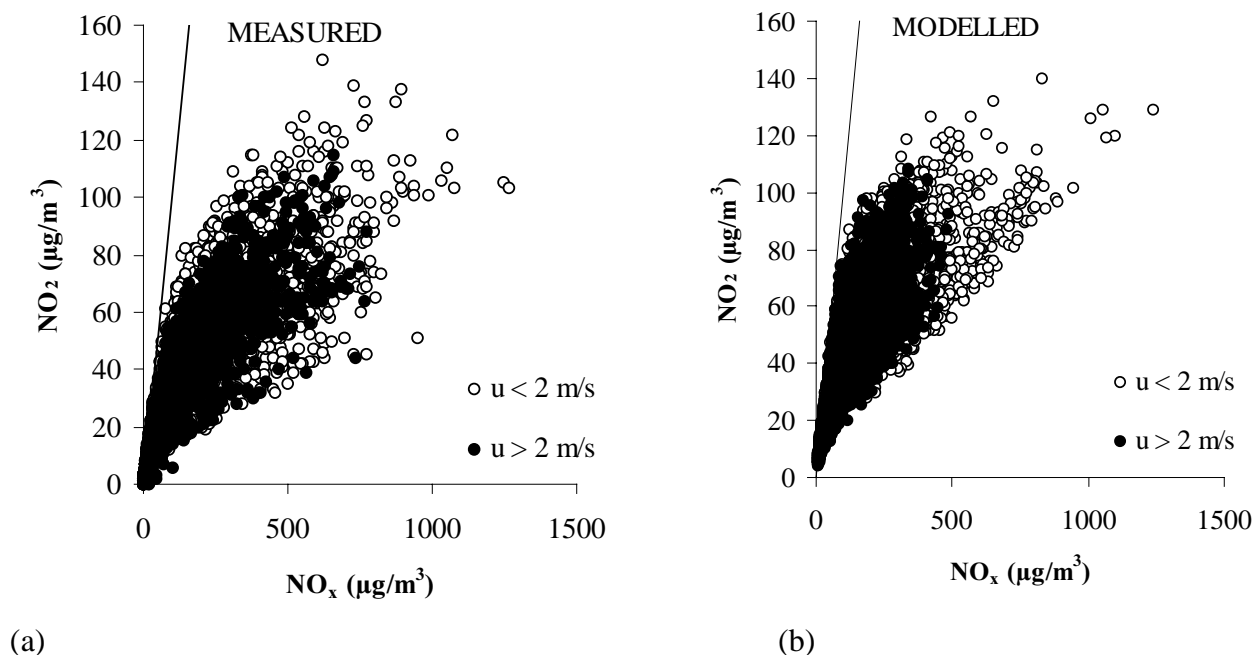 MEASURED
160
140
120
100
80
60
40
20
0
NO₂ (µg/m³)
u < 2 m/s
u > 2 m/s
0 500 1000 1500
NOₓ (µg/m³)
(a)
MODELLED
160
140
120
100
80
60
40
20
0
NO₂ (µg/m³)
u < 2 m/s
u > 2 m/s
0 500 1000 1500
NOₓ (µg/m³)
(b)